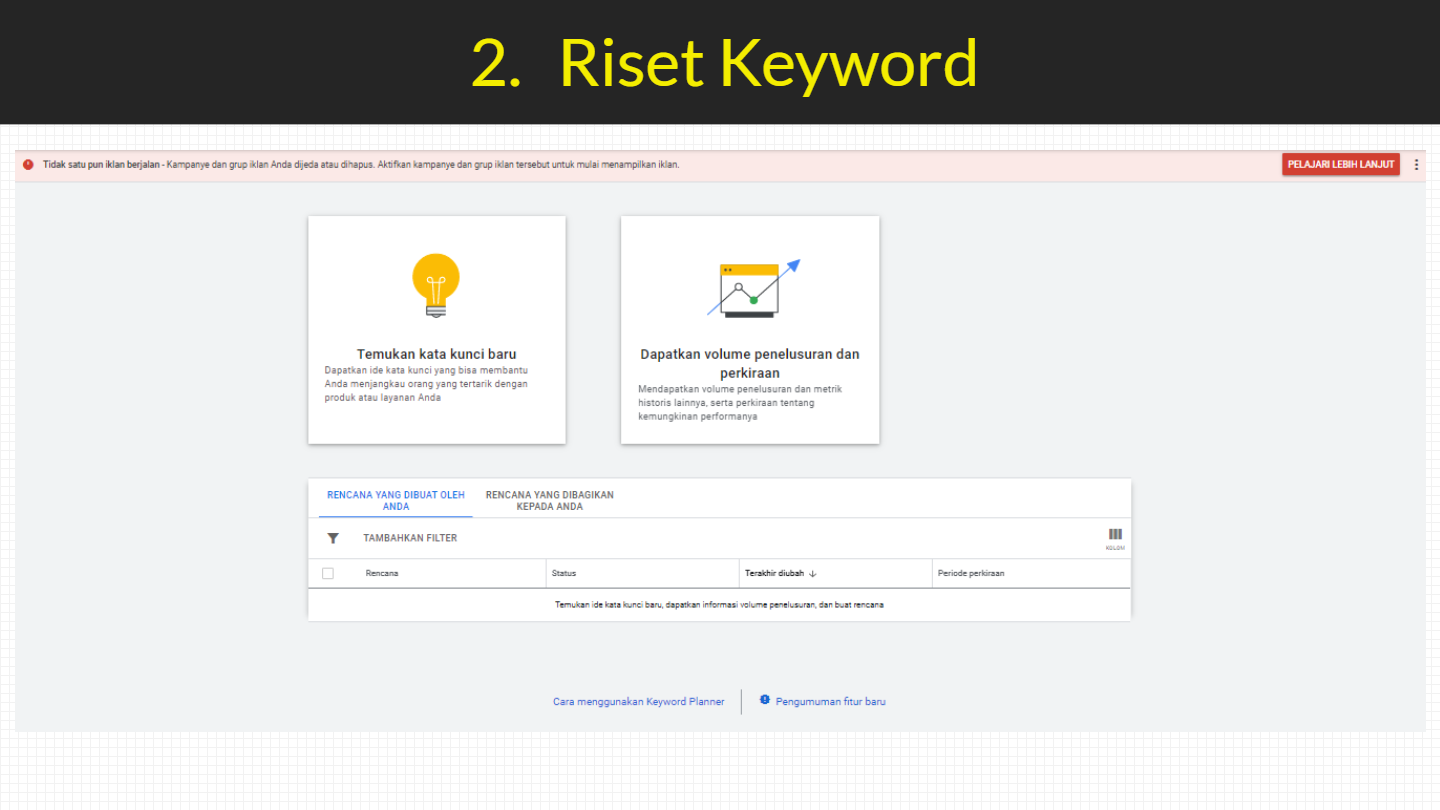 2. Riset Keyword
Tidak satu pun iklan berjalan - Kampanye dan grup iklan Anda dijeda atau dihapus. Aktifkan kampanye dan grup iklan tersebut untuk mulai menampilkan iklan.
PELAJARI LEBIH LANJUT
Temukan kata kunci baru
Dapatkan ide kata kunci yang bisa membantu
Anda menjangkau orang yang tertarik dengan
produk atau layanan Anda
Dapatkan volume penelusuran dan
perkiraan
Mendapatkan volume penelusuran dan metrik
historis lainnya, serta perkiraan tentang
kemungkinan performanya
RENCANA YANG DIBUAT OLEH
ANDA
RENCANA YANG DIBAGIKAN
KEPADA ANDA
TAMBAHKAN FILTER
KOLOM
Rencana
Status
Terakhir diubah
Periode perkiraan
Temukan ide kata kunci baru, dapatkan informasi volume penelusuran, dan buat rencana
Cara menggunakan Keyword Planner
Pengumuman fitur baru